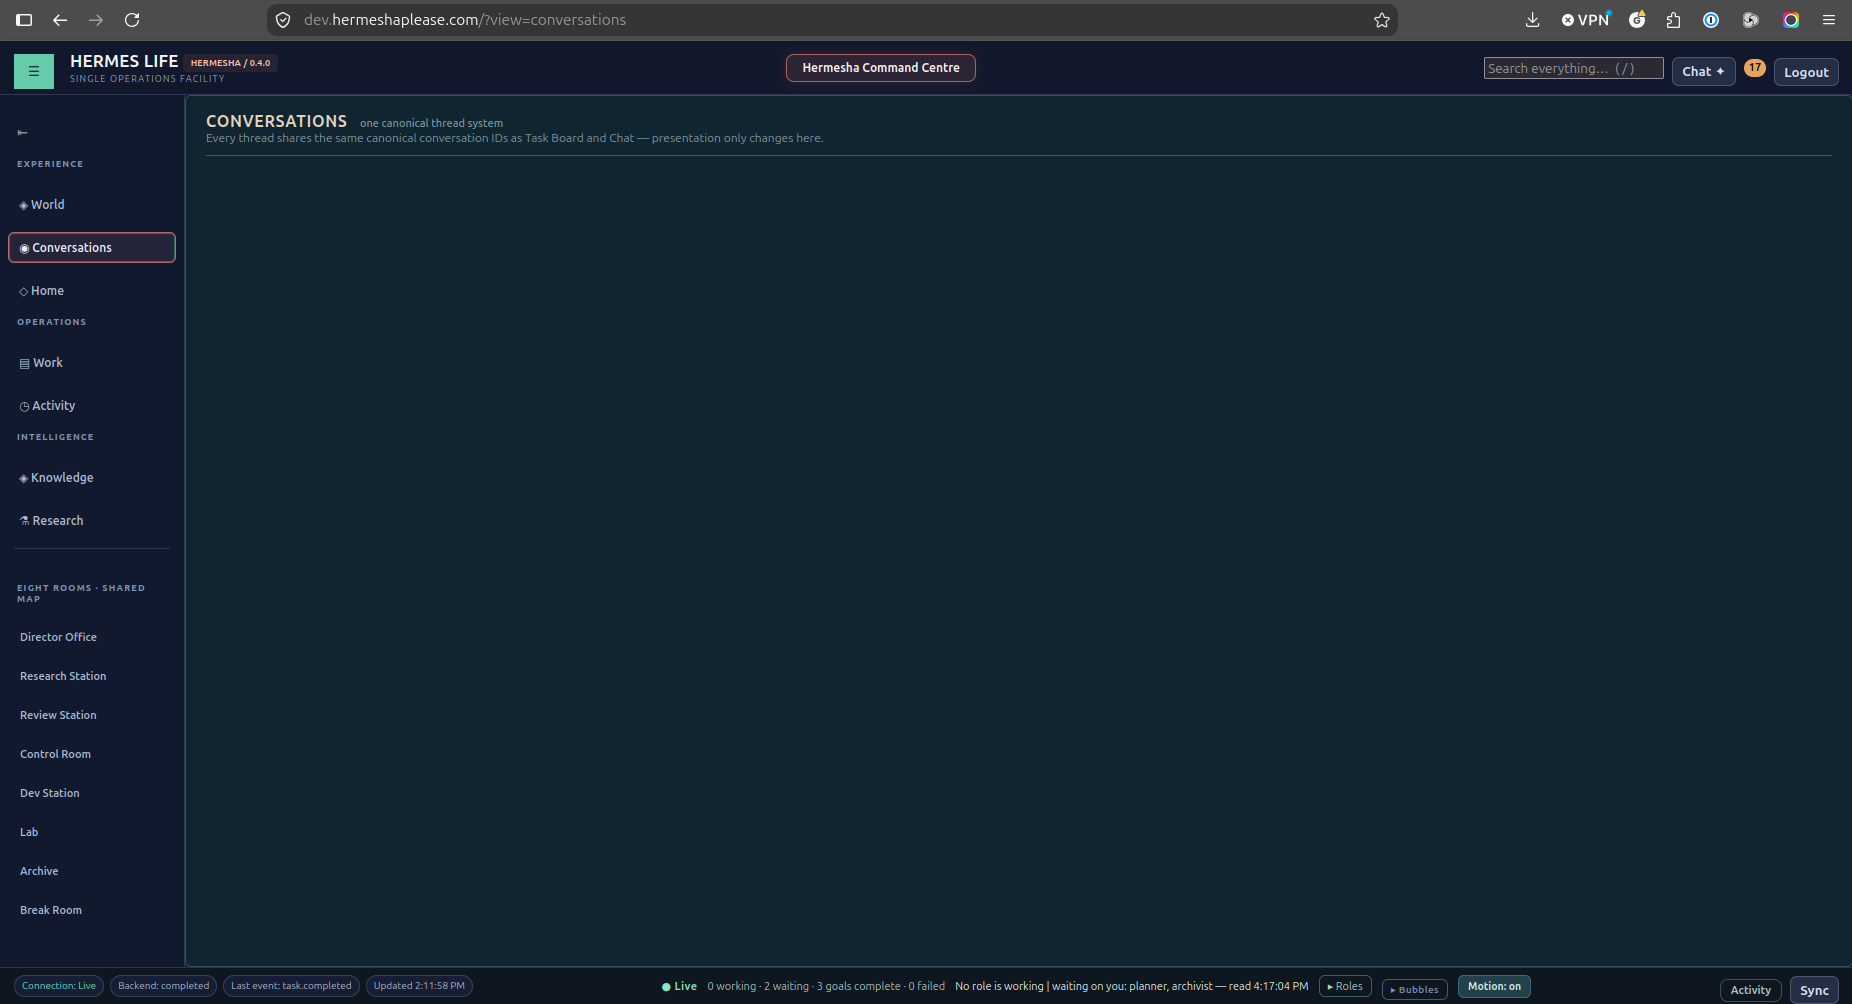 dev.hermeshaplease.com/?view=conversations
VPN
HERMES LIFE HERMESHA / 0.4.0
SINGLE OPERATIONS FACILITY
Hermesha Command Centre
Search everything... (/)
Chat ✦
17
Logout
CONVERSATIONS one canonical thread system
Every thread shares the same canonical conversation IDs as Task Board and Chat — presentation only changes here.
EXPERIENCE
World
Conversations
Home
OPERATIONS
Work
Activity
INTELLIGENCE
Knowledge
Research
EIGHT ROOMS · SHARED
MAP
Director Office
Research Station
Review Station
Control Room
Dev Station
Lab
Archive
Break Room
Connection: Live
Backend: completed
Last event: task.completed
Updated 2:11:58 PM
Live 0 working · 2 waiting · 3 goals complete · 0 failed No role is working | waiting on you: planner, archivist — read 4:17:04 PM
▸ Roles
▸ Bubbles
Motion: on
Activity
Sync